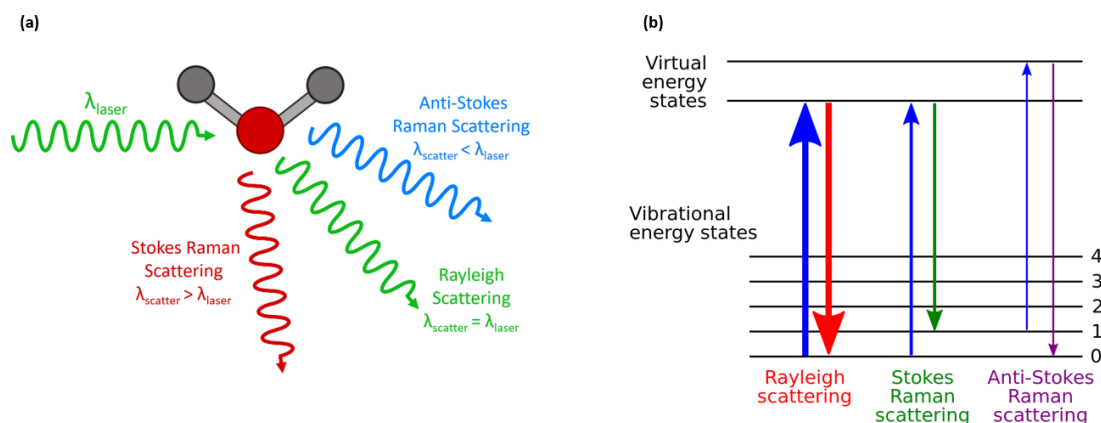 (a)
λlaser
Anti-Stokes
Raman Scattering
λscatter < λlaser
Stokes Raman
Scattering
λscatter > λlaser
Rayleigh
Scattering
λscatter = λlaser
(b)
Virtual
energy
states
Vibrational
energy states
4
3
2
1
0
Rayleigh
scattering
Stokes
Raman
scattering
Anti-Stokes
Raman
scattering